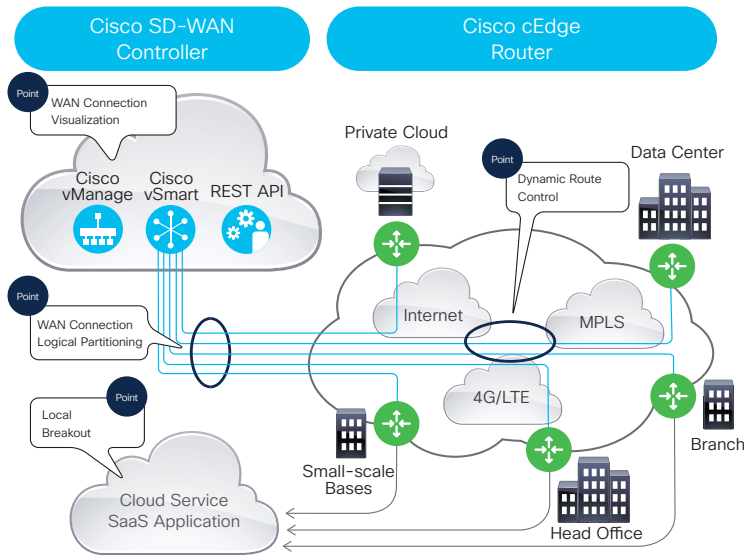 Cisco SD-WAN
Controller
Cisco cEdge
Router
Point
WAN Connection
Visualization
Cisco
vManage
Cisco
vSmart
REST API
Private Cloud
Point
Dynamic Route
Control
Data Center
Internet
MPLS
4G/LTE
Point
WAN Connection
Logical Partitioning
Point
Local
Breakout
Small-scale
Bases
Branch
Head Office
Cloud Service
SaaS Application